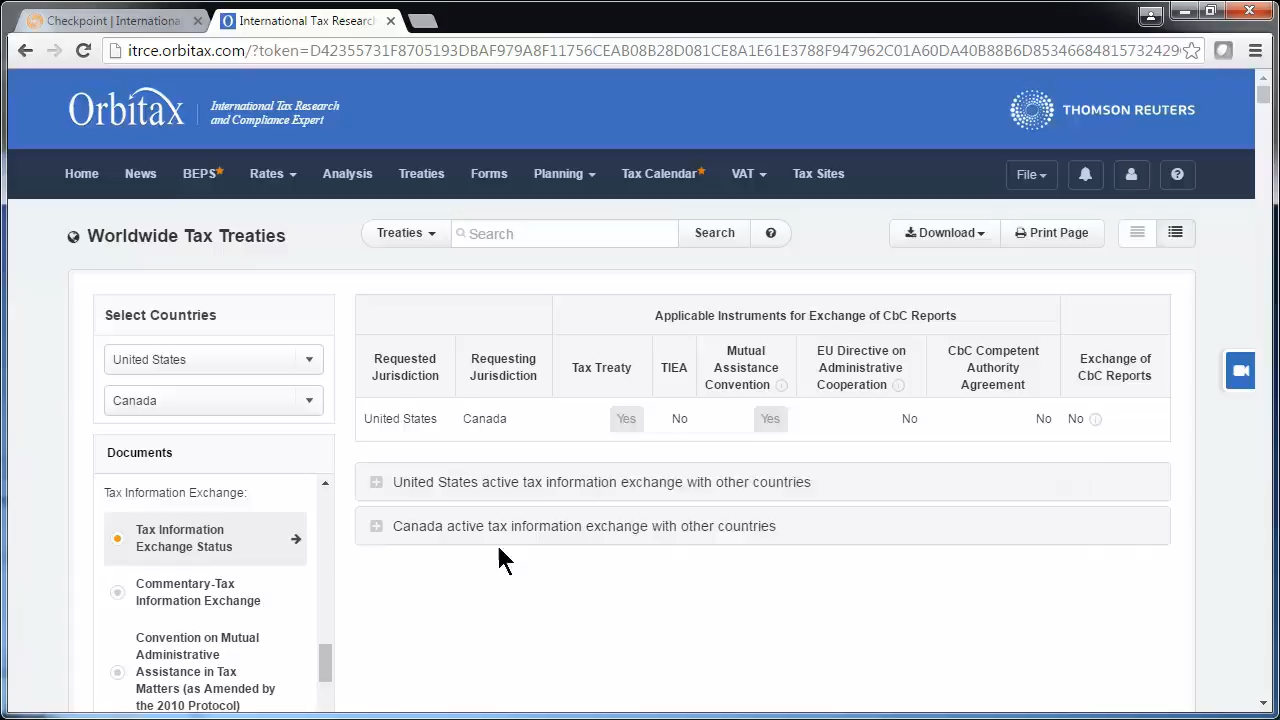 Checkpoint | Internationa
International Tax Research
itrce.orbitax.com/?token=D42355731F8705193DBAF979A8F11756CEAB08B28D081CE8A1E61E3788F947962C01A60DA40B88B6D85346684815732429
Orbitax
International Tax Research
and Compliance Expert
THOMSON REUTERS
Home News BEPS Rates Analysis Treaties Forms Planning Tax Calendar VAT Tax Sites File
Worldwide Tax Treaties
Treaties Search Search Download Print Page
Select Countries
United States
Canada
Documents
Tax Information Exchange:
Tax Information
Exchange Status
Commentary-Tax
Information Exchange
Convention on Mutual
Administrative
Assistance in Tax
Matters (as Amended by
the 2010 Protocol)
Applicable Instruments for Exchange of CbC Reports
Requested
Jurisdiction
Requesting
Jurisdiction
Tax Treaty
TIEA
Mutual
Assistance
Convention
EU Directive on
Administrative
Cooperation
CbC Competent
Authority
Agreement
Exchange of
CbC Reports
United States Canada Yes No Yes No No No
United States active tax information exchange with other countries
Canada active tax information exchange with other countries